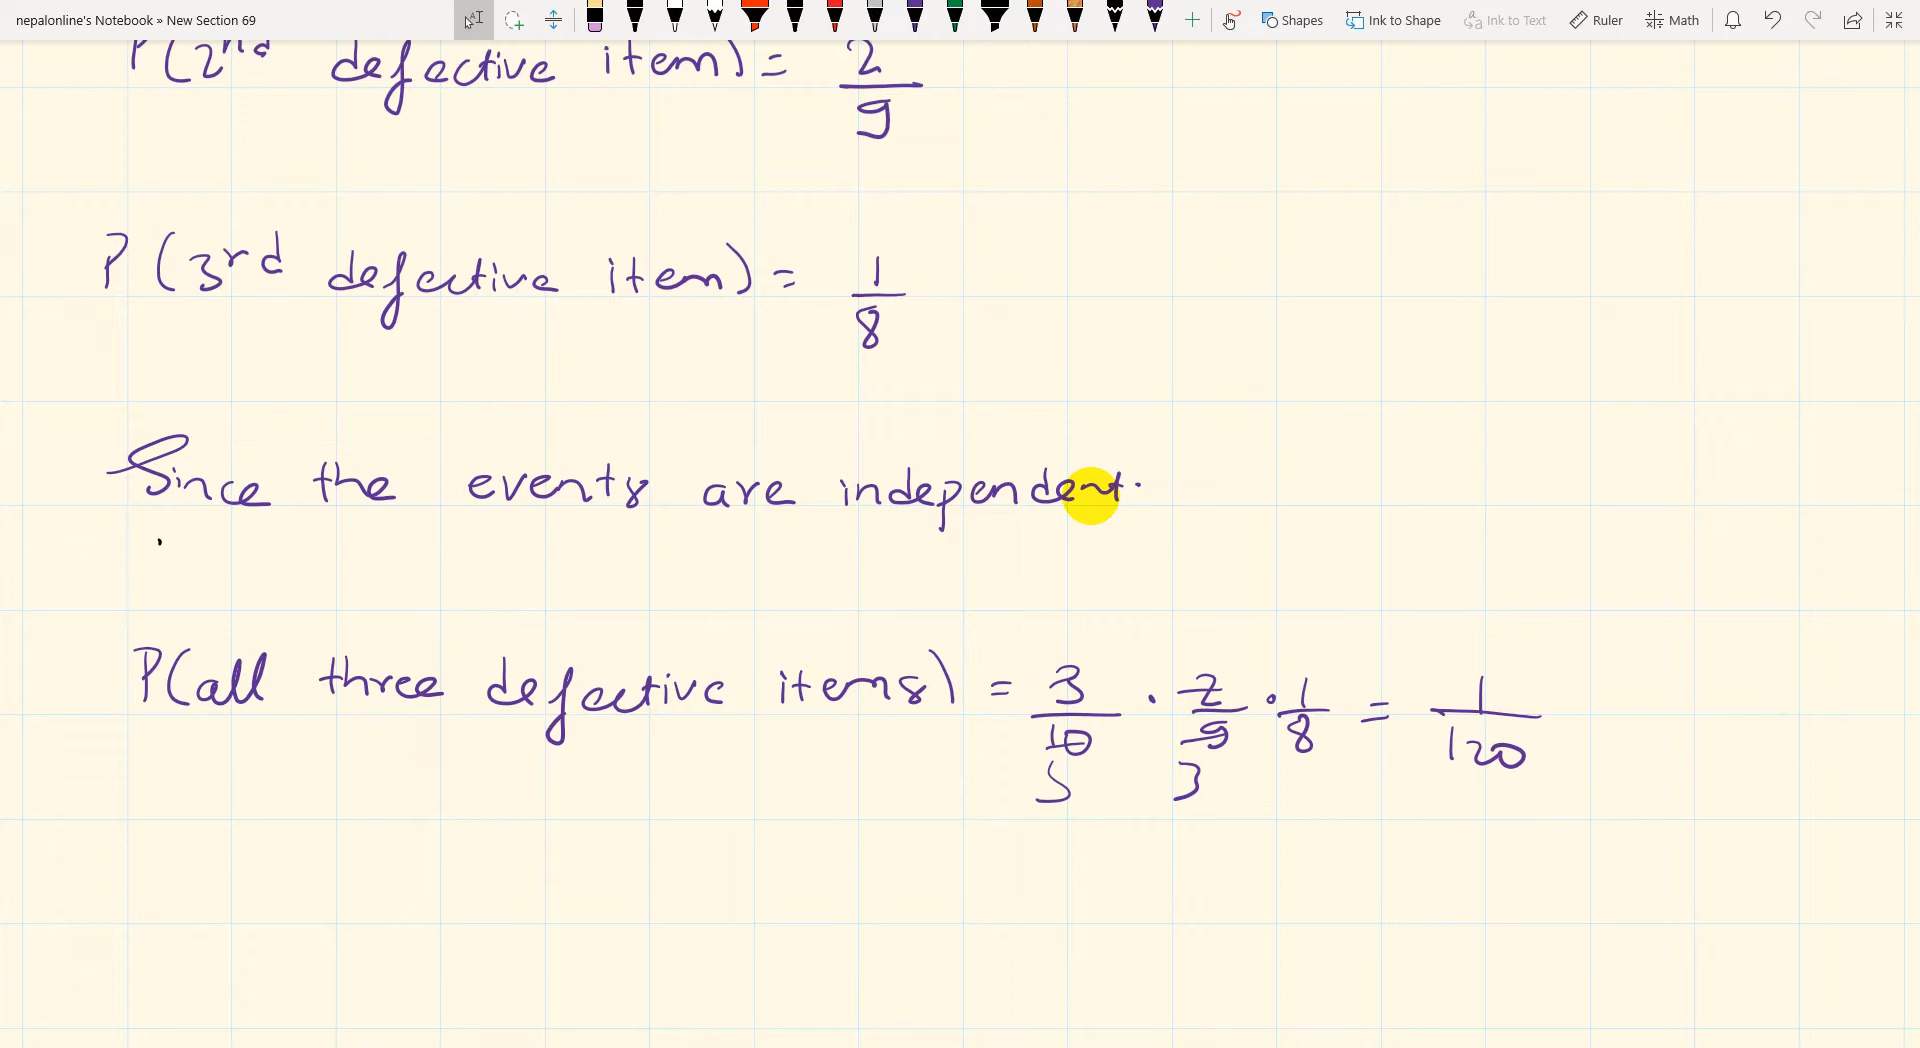 nepalonline's Notebook » New Section 69
Shapes Ink to Shape Ink to Text Ruler Math
P(2nd defective item) = 2/9
P(3rd defective item) = 1/8
Since the events are independent.
P(all three defective items) = 3/10 . 2/9 . 1/8 = 1/120
5 3